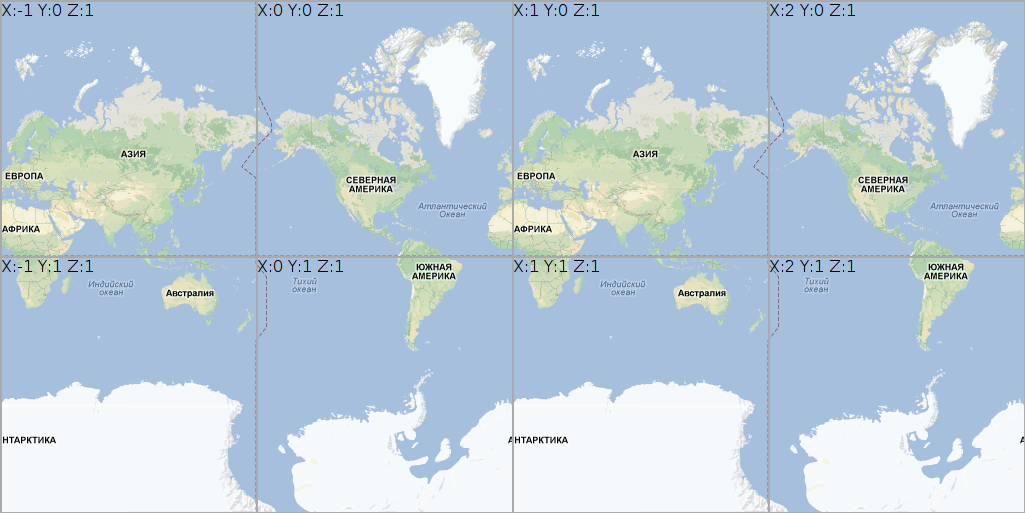 X:-1 Y:0 Z:1
X:0 Y:0 Z:1
X:1 Y:0 Z:1
X:2 Y:0 Z:1
АЗИЯ
ЕВРОПА
АФРИКА
СЕВЕРНАЯ
АМЕРИКА
Атлантический
Океан
АЗИЯ
ЕВРОПА
АФРИКА
СЕВЕРНАЯ
АМЕРИКА
Атлантический
Океан
X:-1 Y:1 Z:1
X:0 Y:1 Z:1
X:1 Y:1 Z:1
X:2 Y:1 Z:1
Индийский
океан
Австралия
Тихий
океан
ЮЖНАЯ
АМЕРИКА
Индийский
океан
Австралия
Тихий
океан
ЮЖНАЯ
АМЕРИКА
НТАРКТИКА
АНТАРКТИКА
А